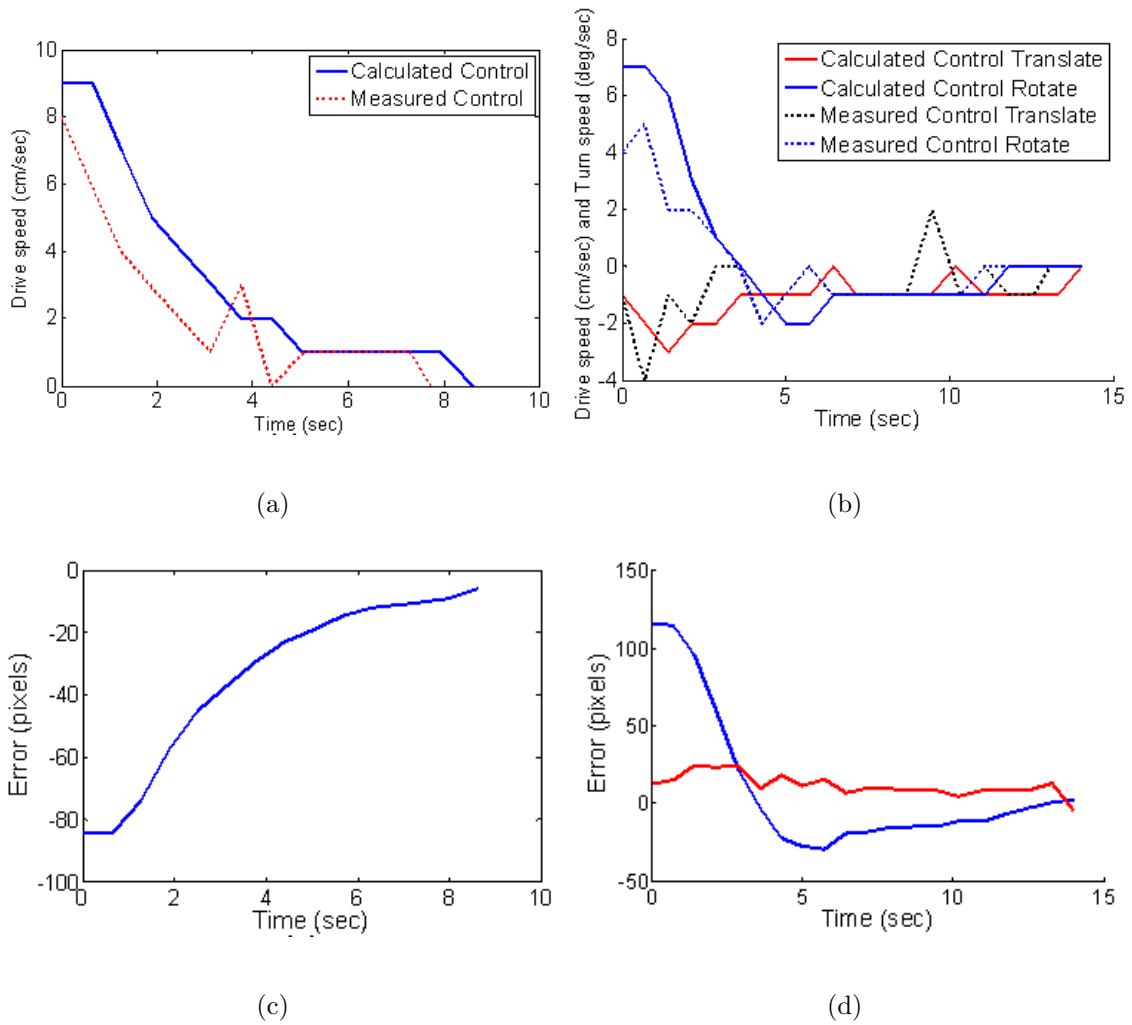 10
8
6
4
2
0
0
2
4
6
8
10
Drive speed (cm/sec)
Time (sec)
Calculated Control
Measured Control
(a)
8
6
4
2
0
-2
-4
0
5
10
15
Drive speed (cm/sec) and Turn speed (deg/sec)
Time (sec)
Calculated Control Translate
Calculated Control Rotate
Measured Control Translate
Measured Control Rotate
(b)
0
-20
-40
-60
-80
-100
0
2
4
6
8
10
Error (pixels)
Time (sec)
(c)
150
100
50
0
-50
0
5
10
15
Error (pixels)
Time (sec)
(d)